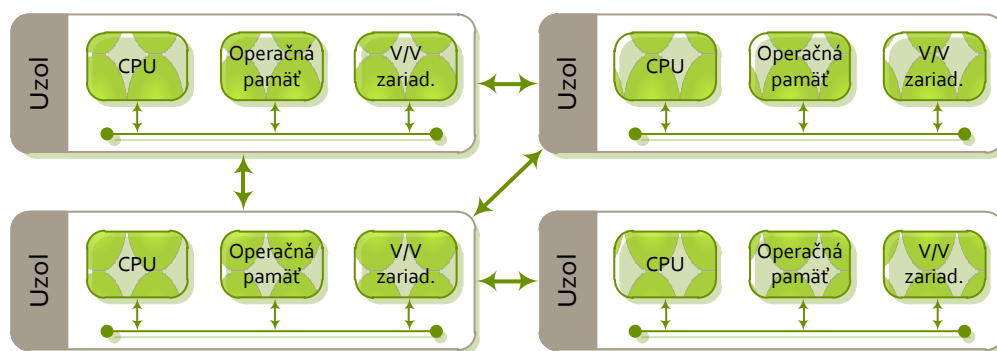 Uzol
CPU
Operačná
pamäť
V/V
zariad.
Uzol
CPU
Operačná
pamäť
V/V
zariad.
Uzol
CPU
Operačná
pamäť
V/V
zariad.
Uzol
CPU
Operačná
pamäť
V/V
zariad.